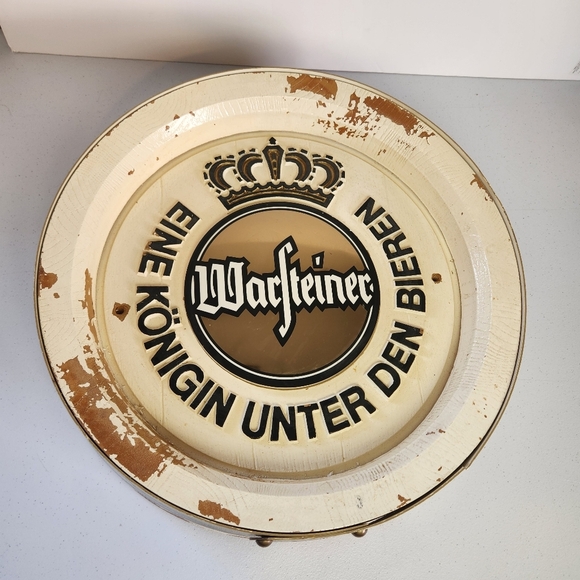 Warsteiner
EINE KÖNIGIN UNTER DEN BIEREN